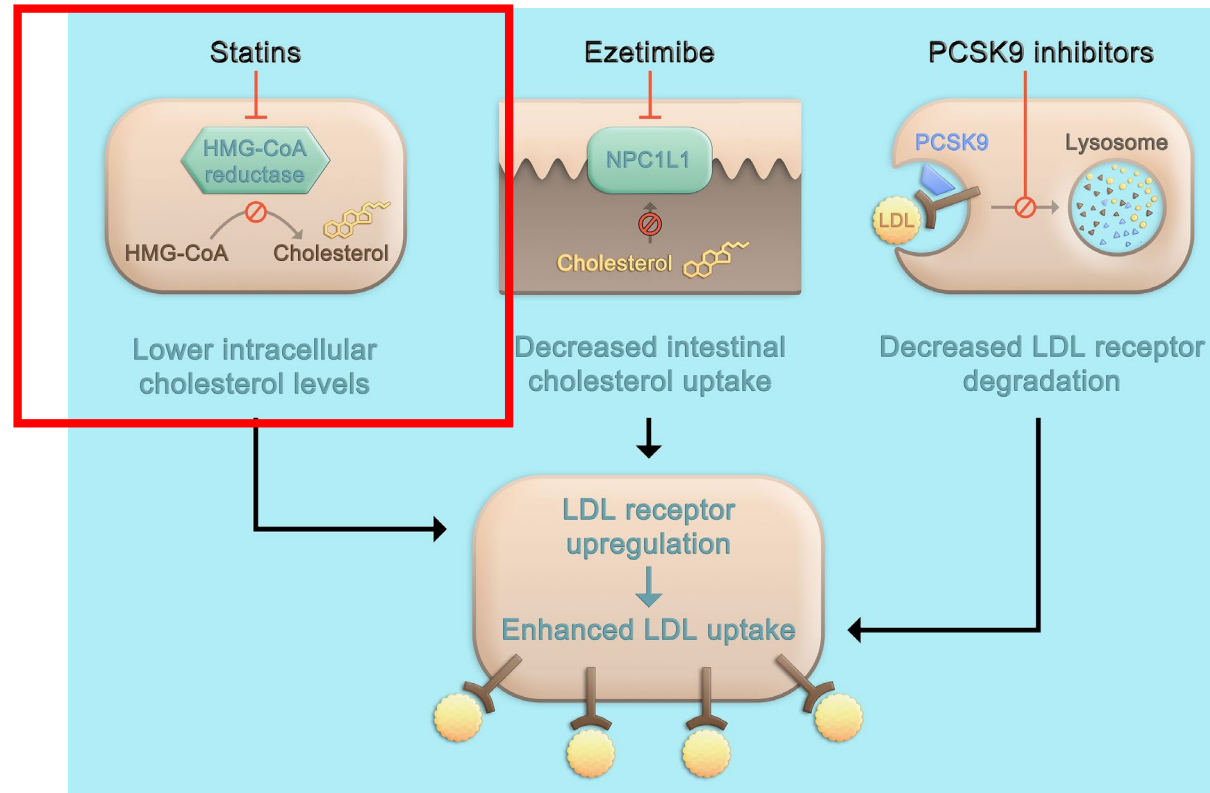 Statins
HMG-CoA
reductase
HMG-CoA
Cholesterol
Lower intracellular
cholesterol levels
Ezetimibe
NPC1L1
Cholesterol
Decreased intestinal
cholesterol uptake
PCSK9 inhibitors
PCSK9
Lysosome
LDL
Decreased LDL receptor
degradation
LDL receptor
upregulation
Enhanced LDL uptake